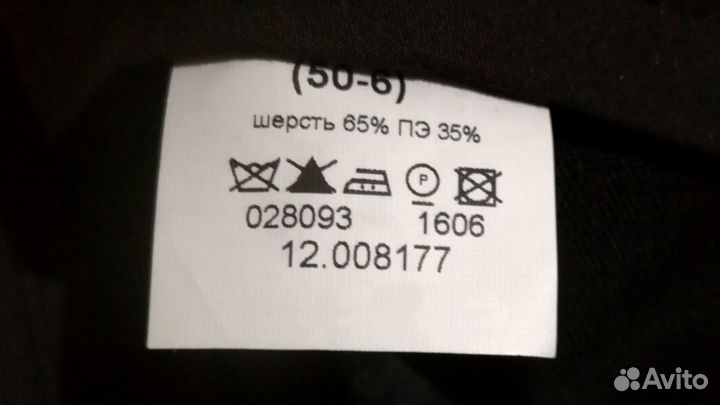 (50-6)
шерсть 65% ПЭ 35%
P
028093 1606
12.008177
Avito